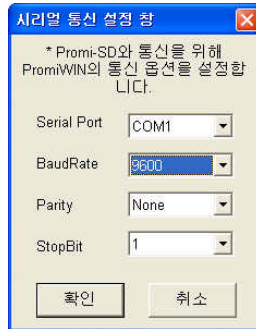 시리얼 통신 설정 창
* Promi-SD와 통신을 위해
PromiWIN의 통신 옵션을 설정합
니다.
Serial Port COM1
BaudRate 9600
Parity None
StopBit 1
확인 취소